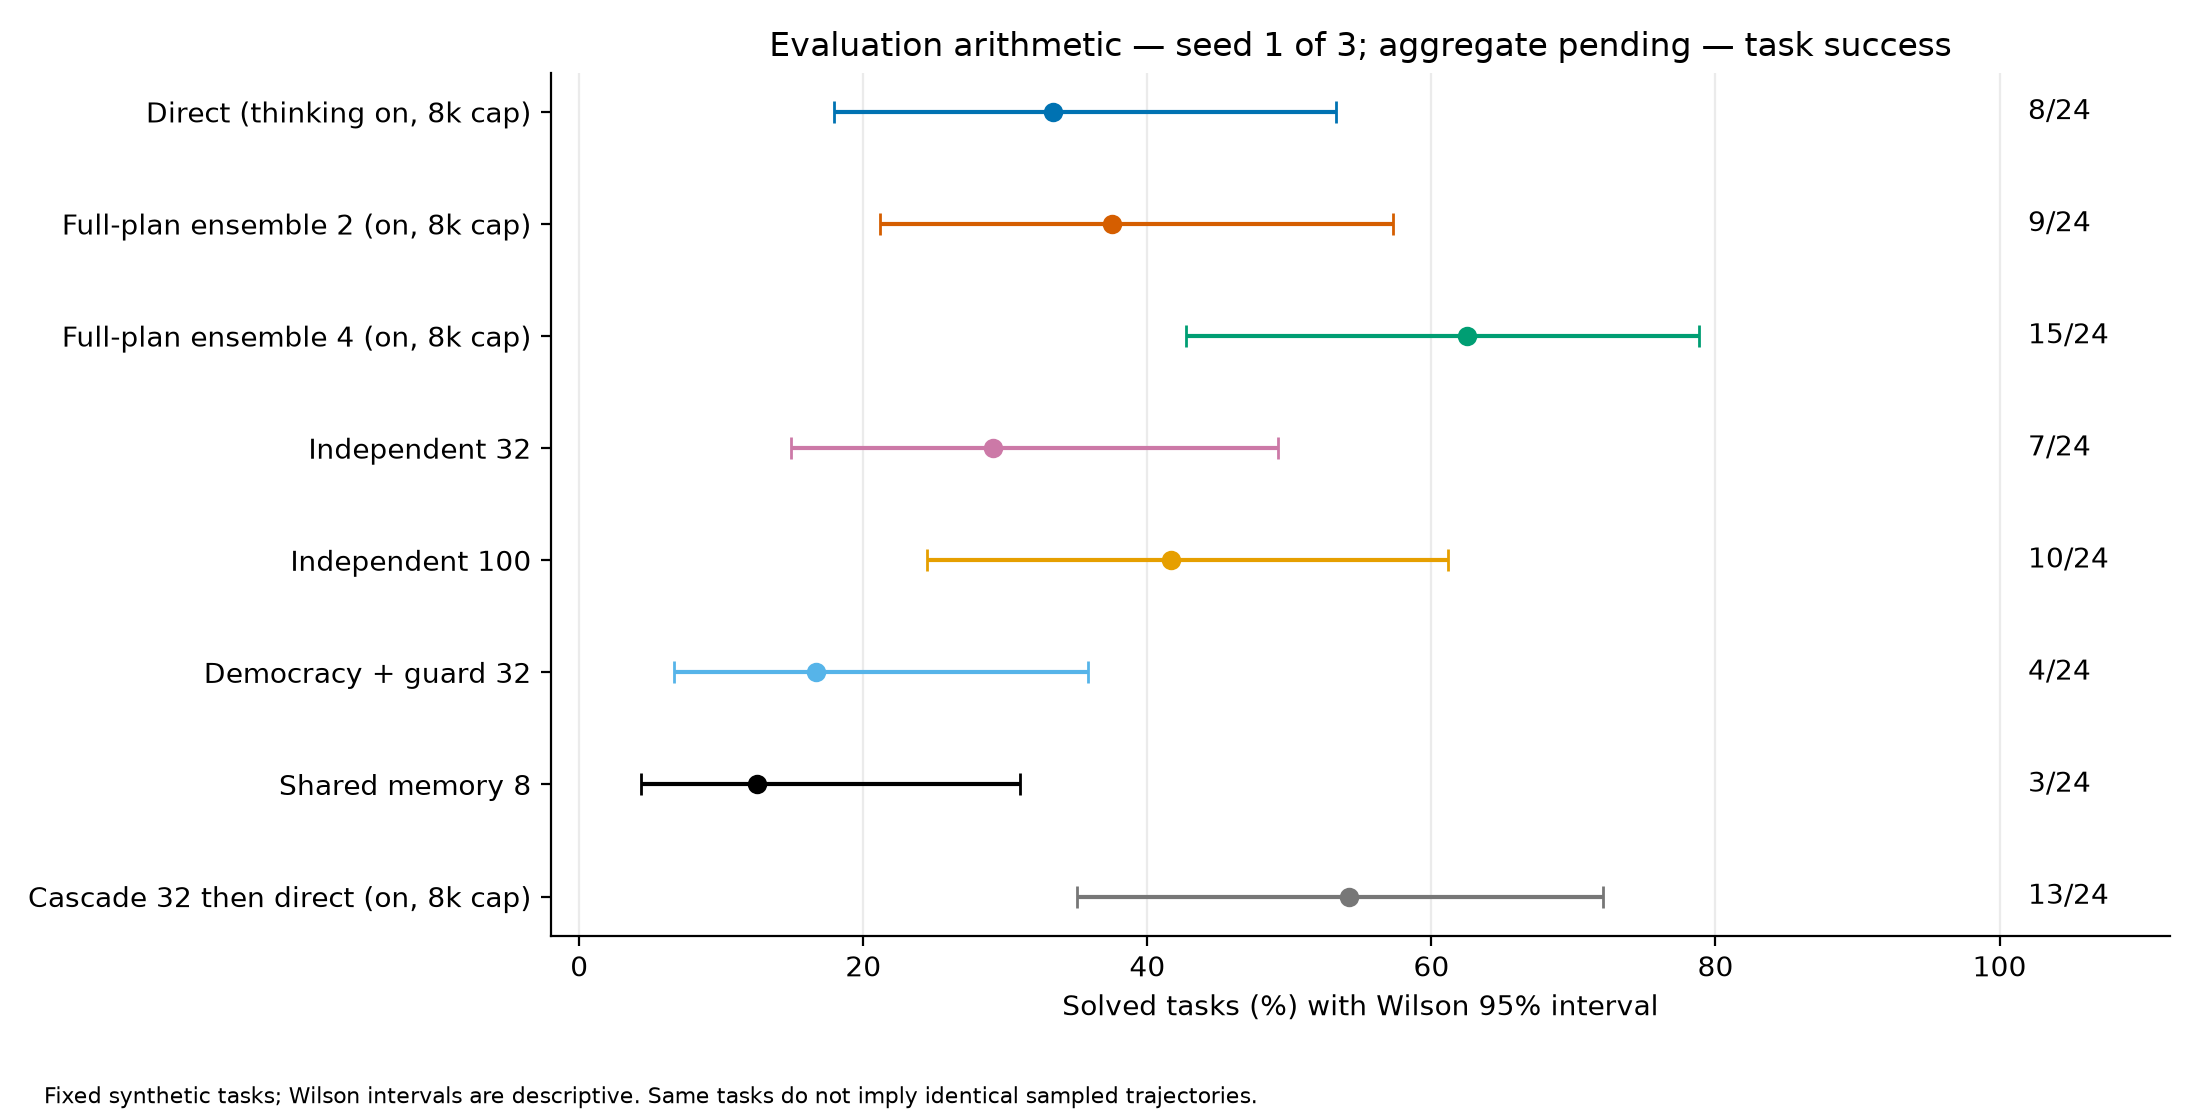 Evaluation arithmetic — seed 1 of 3; aggregate pending — task success
Direct (thinking on, 8k cap) 8/24
Full-plan ensemble 2 (on, 8k cap) 9/24
Full-plan ensemble 4 (on, 8k cap) 15/24
Independent 32 7/24
Independent 100 10/24
Democracy + guard 32 4/24
Shared memory 8 3/24
Cascade 32 then direct (on, 8k cap) 13/24
0 20 40 60 80 100
Solved tasks (%) with Wilson 95% interval
Fixed synthetic tasks; Wilson intervals are descriptive. Same tasks do not imply identical sampled trajectories.